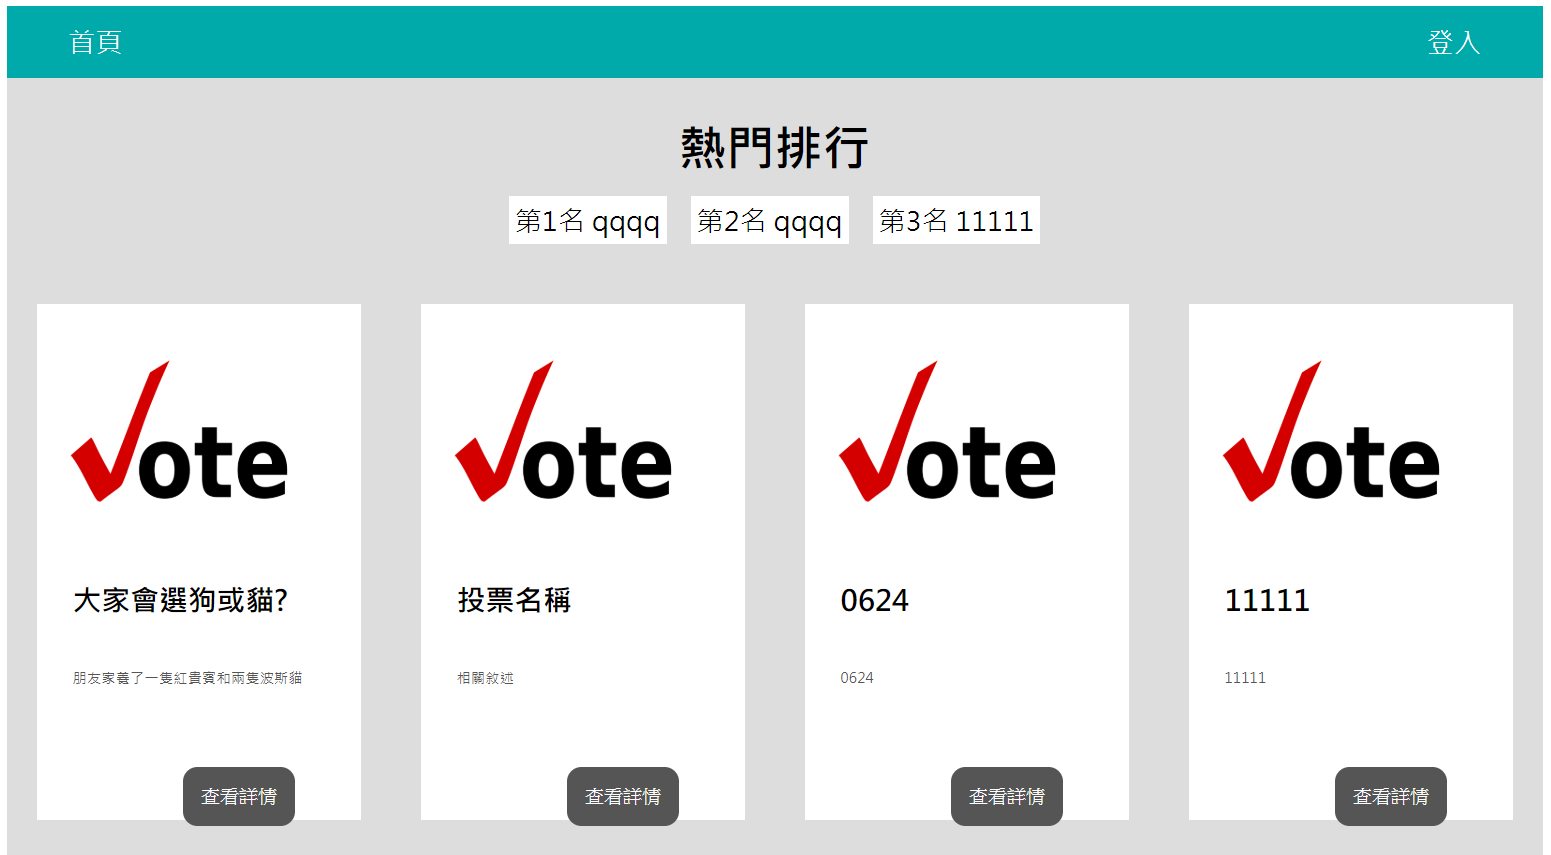 首頁
登入
熱門排行
第1名 qqqq
第2名 qqqq
第3名 11111
Vote
大家會選狗或貓?
朋友家養了一隻紅貴賓和兩隻波斯貓
查看詳情
Vote
投票名稱
相關敘述
查看詳情
Vote
0624
0624
查看詳情
Vote
11111
11111
查看詳情